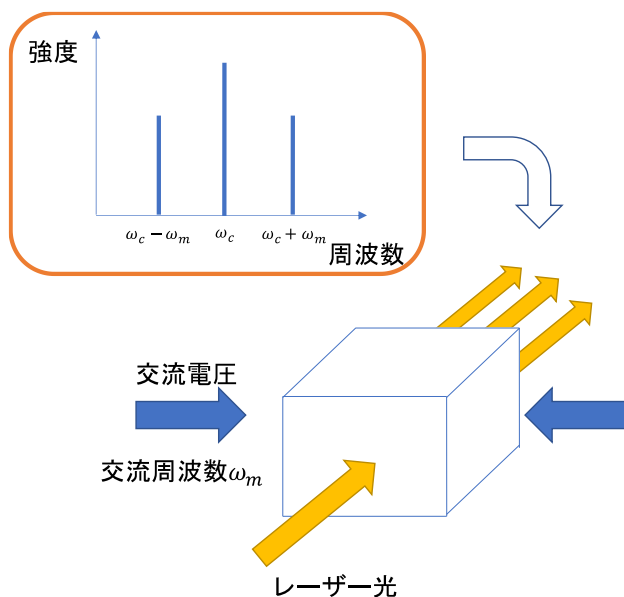 強度
ω_c − ω_m
ω_c
ω_c + ω_m
周波数
交流電圧
交流周波数ω_m
レーザー光